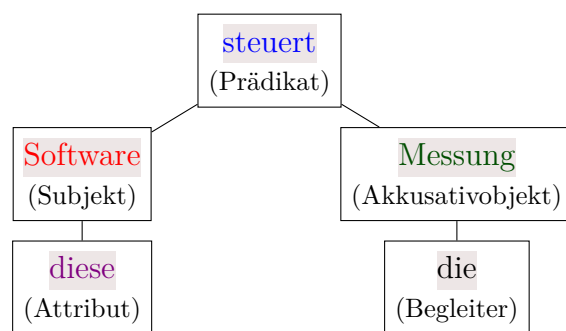 steuert
(Prädikat)
Software
(Subjekt)
Messung
(Akkusativobjekt)
diese
(Attribut)
die
(Begleiter)